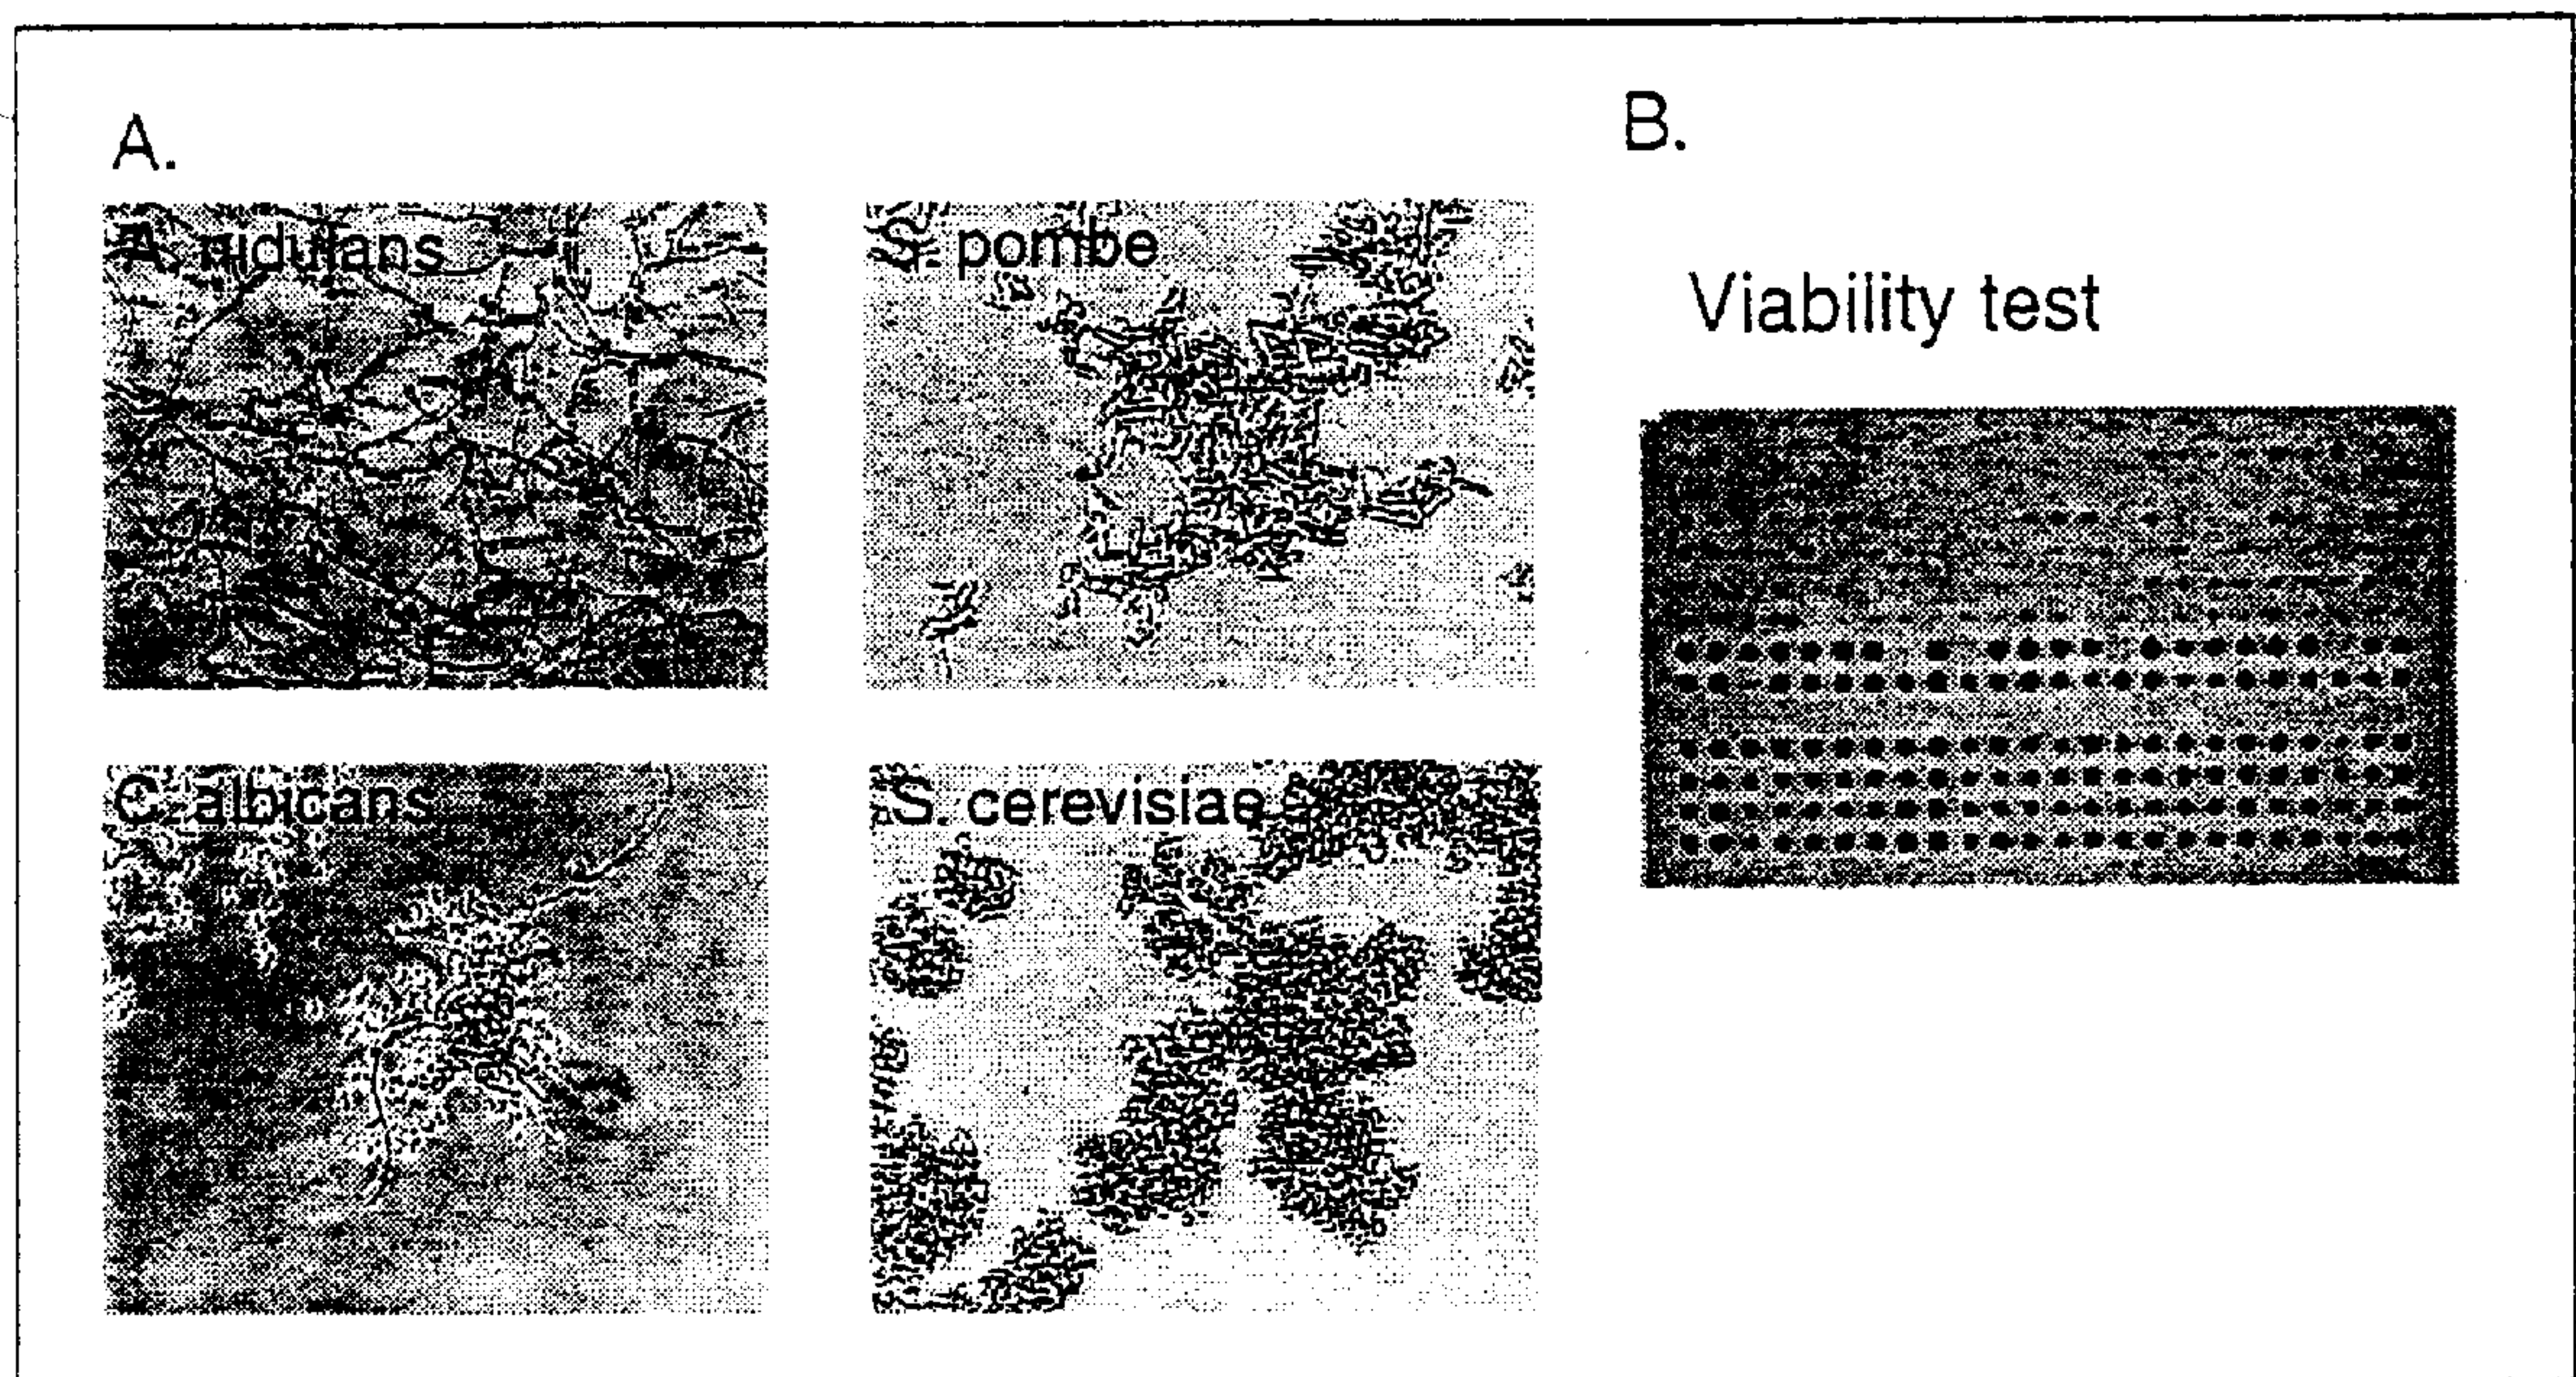 A.
B.
A. nidulans
S. pombe
Viability test
C. albicans
S. cerevisiae